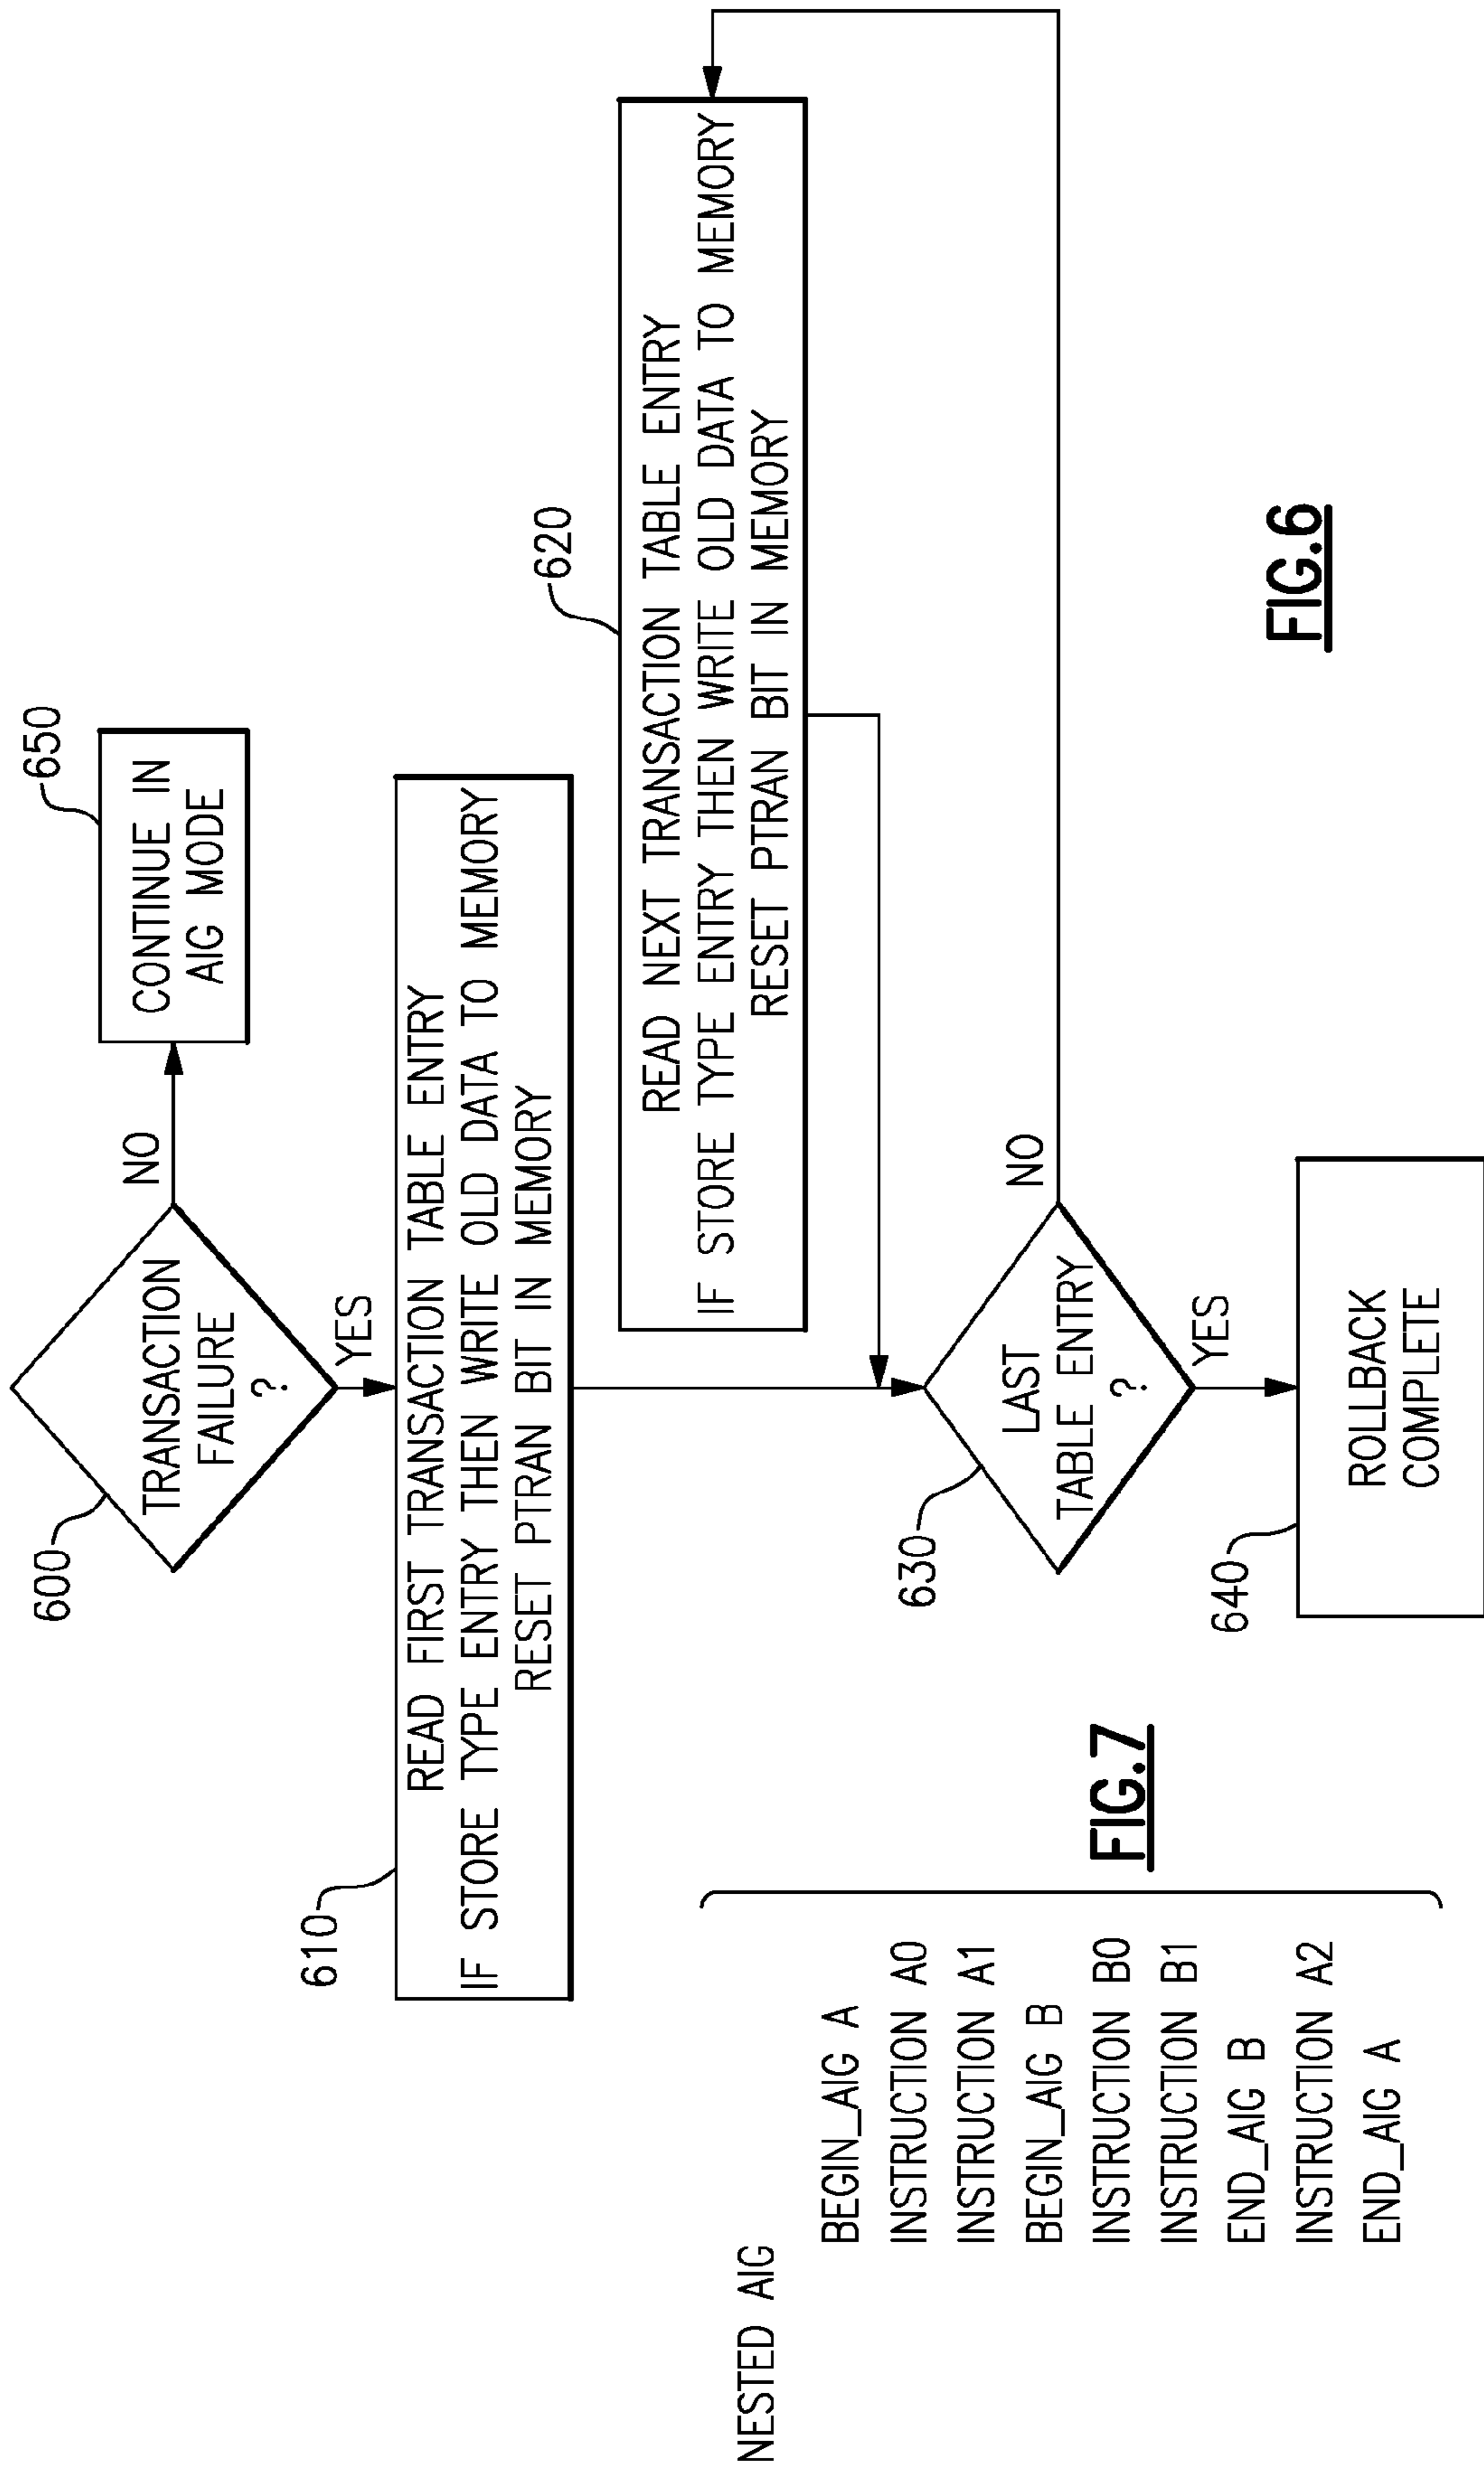 600
TRANSACTION
FAILURE
?
NO
YES
650
CONTINUE IN
AIG MODE
610
READ FIRST TRANSACTION TABLE ENTRY
IF STORE TYPE ENTRY THEN WRITE OLD DATA TO MEMORY
RESET PTRAN BIT IN MEMORY
620
READ NEXT TRANSACTION TABLE ENTRY
IF STORE TYPE ENTRY THEN WRITE OLD DATA TO MEMORY
RESET PTRAN BIT IN MEMORY
630
LAST
TABLE ENTRY
?
NO
YES
640
ROLLBACK
COMPLETE
FIG.6
NESTED AIG
BEGIN_AIG A
INSTRUCTION A0
INSTRUCTION A1
BEGIN_AIG B
INSTRUCTION B0
INSTRUCTION B1
END_AIG B
INSTRUCTION A2
END_AIG A
FIG.7